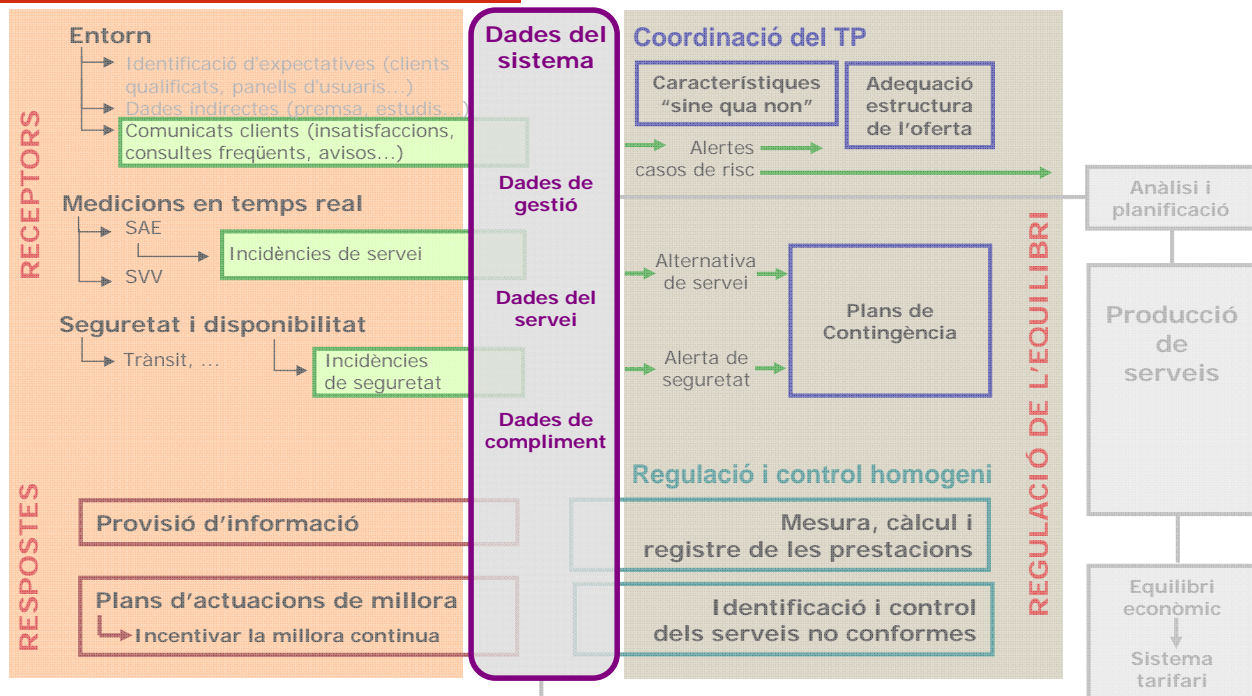 RECEPTORS
Entorn
Identificació d'expectatives (clients
qualificats, panells d'usuaris...)
Dades indirectes (premsa, estudis...)
Comunicats clients (insatisfaccions,
consultes freqüents, avisos...)
Medicions en temps real
SAE
Incidències de servei
SVV
Seguretat i disponibilitat
Trànsit, ...
Incidències
de seguretat
RESPOSTES
Provisió d'informació
Plans d'actuacions de millora
Incentivar la millora continua
Dades del
sistema
Dades de
gestió
Dades del
servei
Dades de
compliment
Coordinació del TP
Característiques
"sine qua non"
Adequació
estructura
de l'oferta
Alertes
casos de risc
Alternativa
de servei
Plans de
Contingència
Alerta de
seguretat
Regulació i control homogeni
Mesura, càlcul i
registre de les prestacions
Identificació i control
dels serveis no conformes
REGULACIÓ DE L'EQUILIBRI
Anàlisi i
planificació
Producció
de
serveis
Equilibri
econòmic
Sistema
tarifari